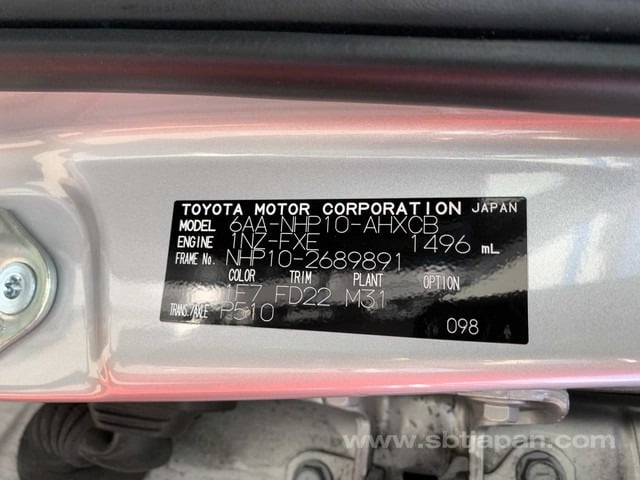 TOYOTA MOTOR CORPORATION JAPAN
MODEL 6AA-NHP10-AHXCB
ENGINE 1NZ-FXE 1496 mL
FRAME No. NHP10-2689891
COLOR TRIM PLANT OPTION
1F7 FD22 M31
TRANS./AXLE P510
098
www.sbtjapan.com